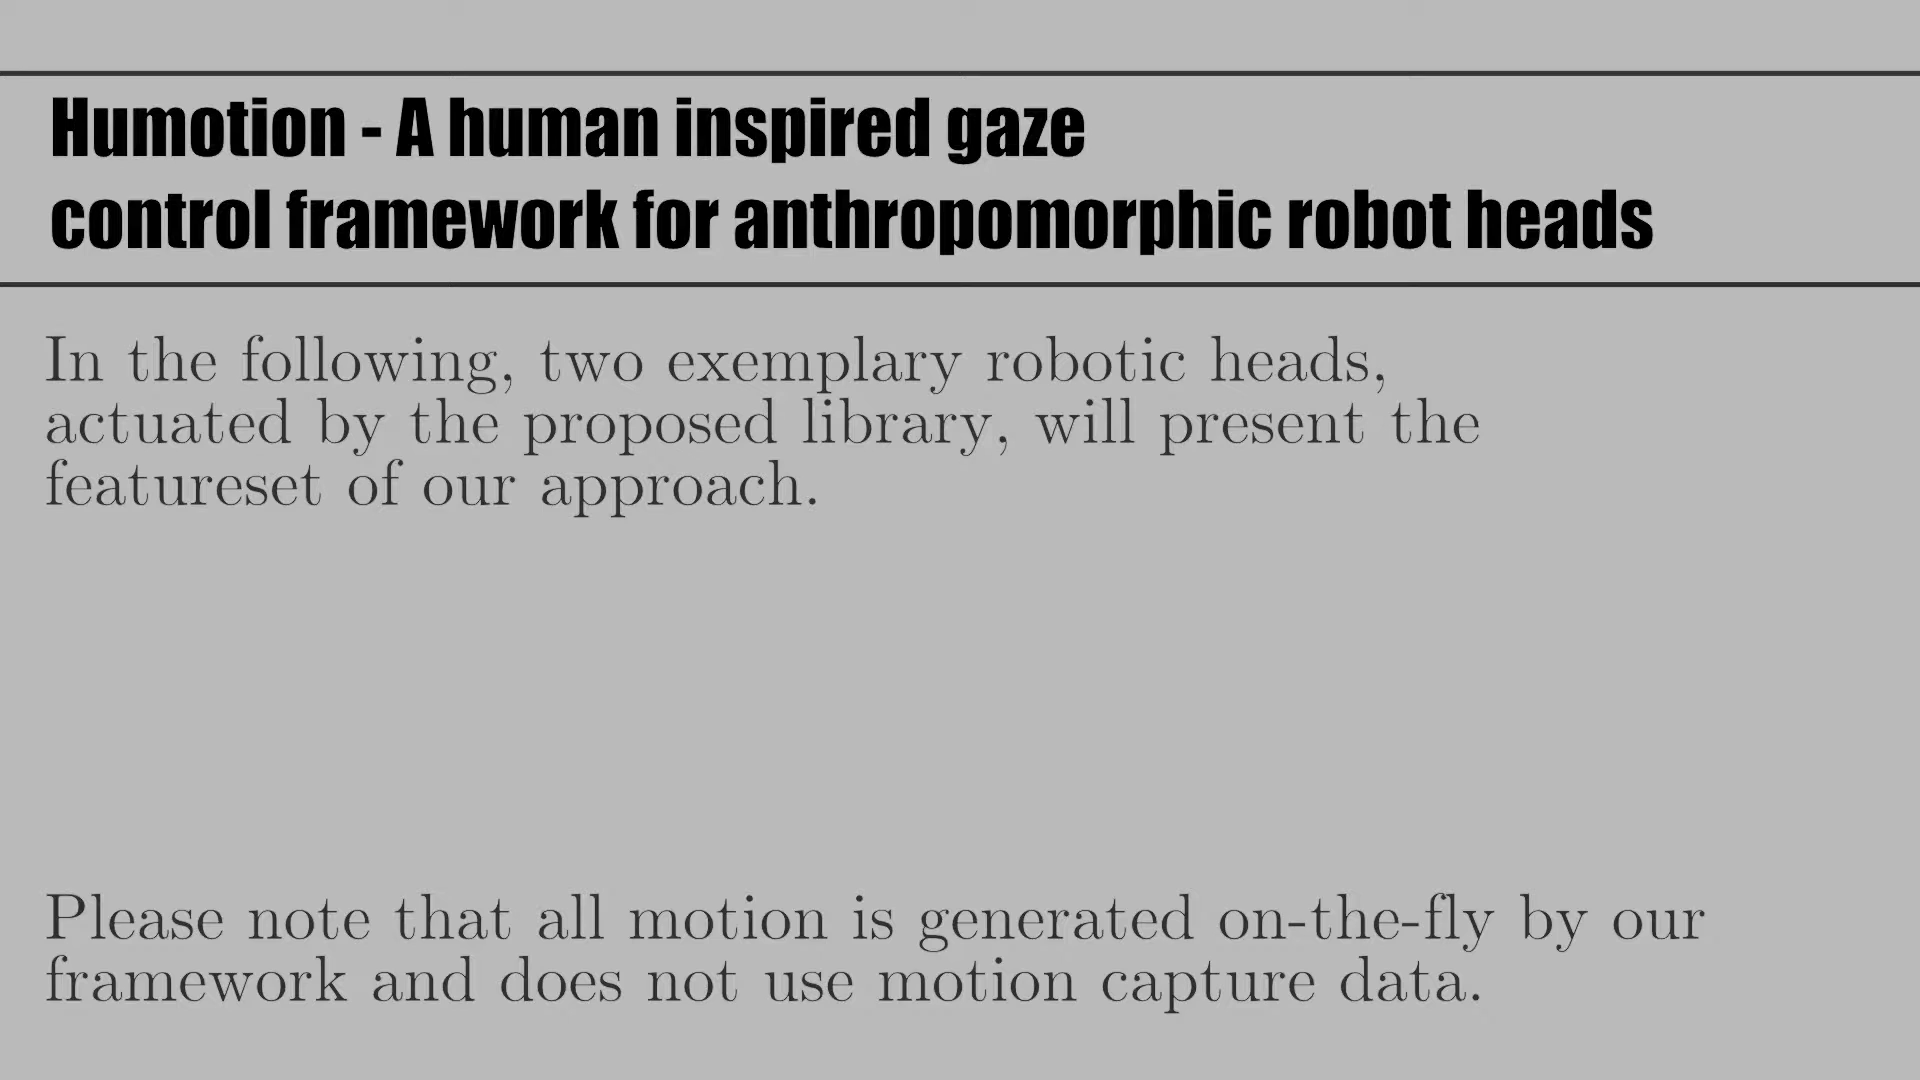 Humotion - A human inspired gaze
control framework for anthropomorphic robot heads
In the following, two exemplary robotic heads,
actuated by the proposed library, will present the
featureset of our approach.
Please note that all motion is generated on-the-fly by our
framework and does not use motion capture data.